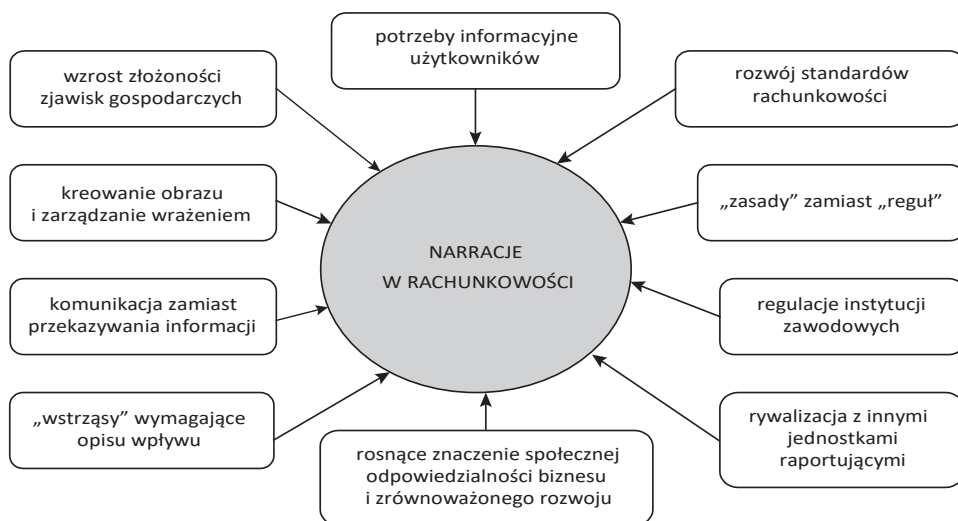 potrzeby informacyjne
użytkowników
wzrost złożoności
zjawisk gospodarczych
rozwój standardów
rachunkowości
kreowanie obrazu
i zarządzanie wrażeniem
„zasady” zamiast „reguł”
NARRACJE
W RACHUNKOWOŚCI
komunikacja zamiast
przekazywania informacji
regulacje instytucji
zawodowych
„wstrząsy” wymagające
opisu wpływu
rosnące znaczenie społecznej
odpowiedzialności biznesu
i zrównoważonego rozwoju
rywalizacja z innymi
jednostkami
raportującymi